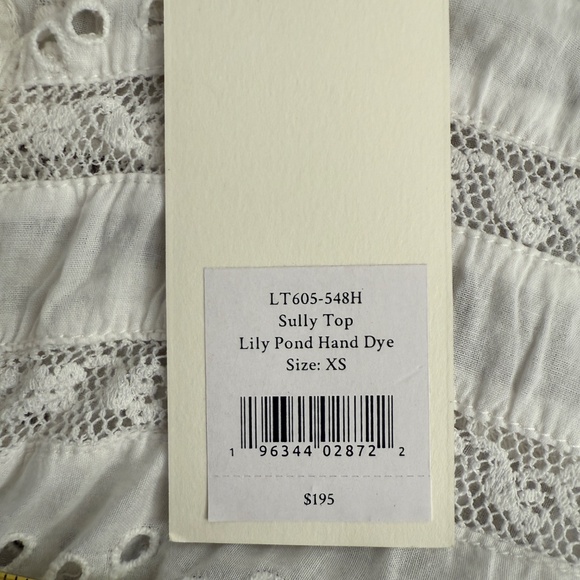 LT605-548H
Sully Top
Lily Pond Hand Dye
Size: XS
1 96344 02872 2
$195